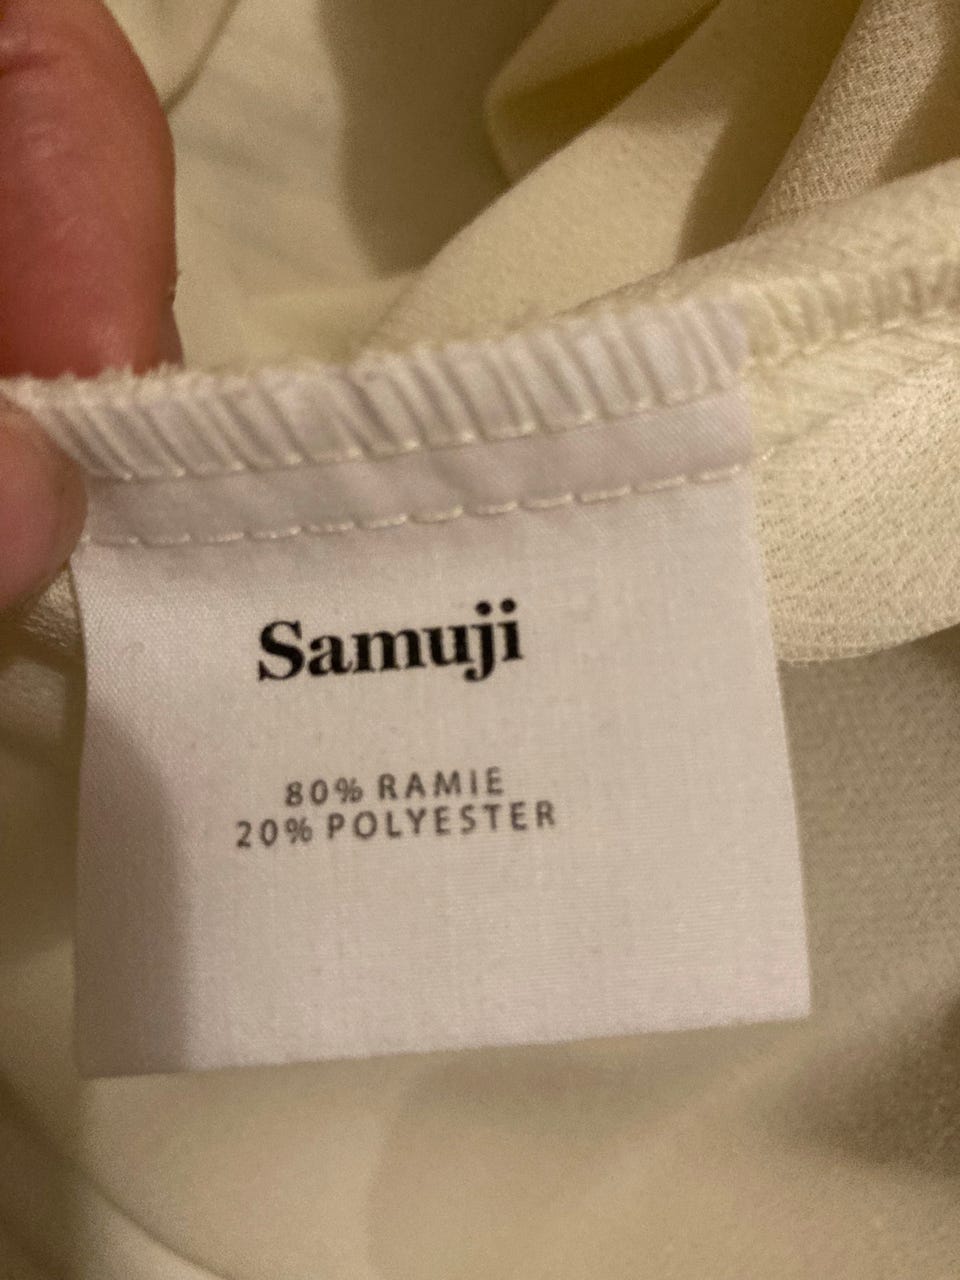 Samuji
80% RAMIE
20% POLYESTER